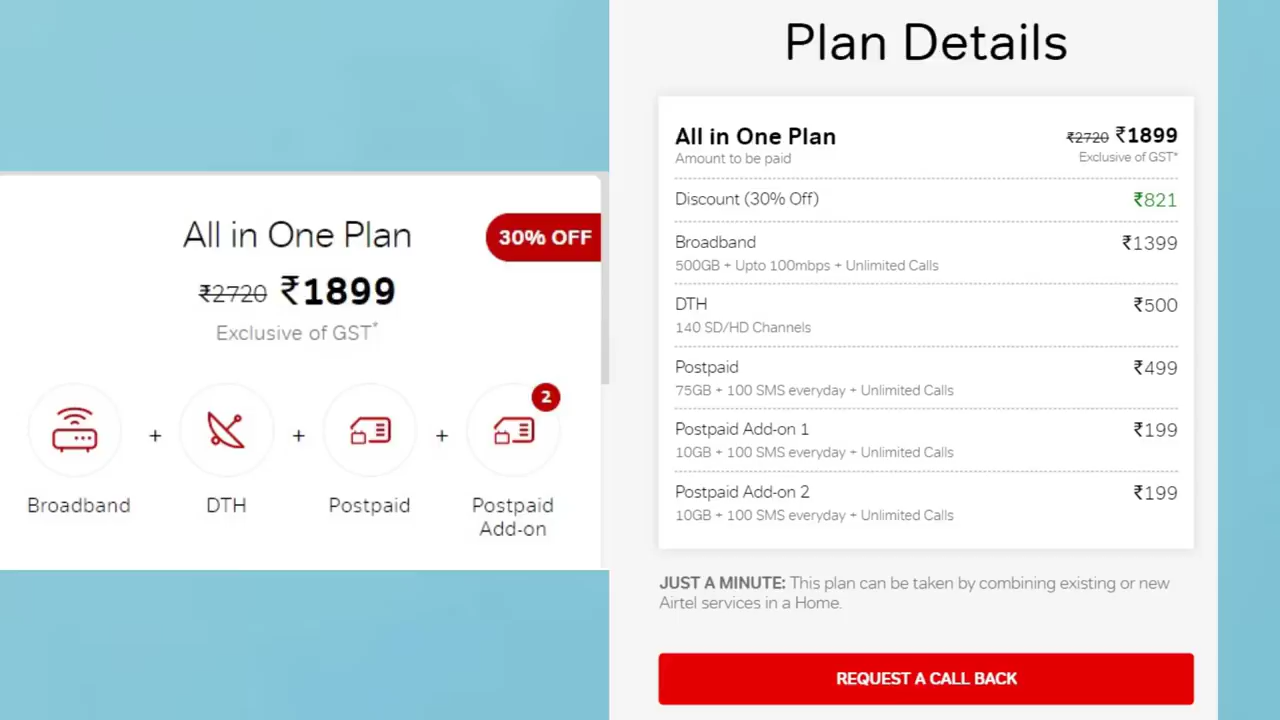 All in One Plan
30% OFF
₹2720 ₹1899
Exclusive of GST*
2
+ + +
Broadband DTH Postpaid Postpaid
Add-on
Plan Details
All in One Plan ₹2720 ₹1899
Amount to be paid Exclusive of GST*
Discount (30% Off) ₹821
Broadband ₹1399
500GB + Upto 100mbps + Unlimited Calls
DTH ₹500
140 SD/HD Channels
Postpaid ₹499
75GB + 100 SMS everyday + Unlimited Calls
Postpaid Add-on 1 ₹199
10GB + 100 SMS everyday + Unlimited Calls
Postpaid Add-on 2 ₹199
10GB + 100 SMS everyday + Unlimited Calls
JUST A MINUTE: This plan can be taken by combining existing or new
Airtel services in a Home.
REQUEST A CALL BACK